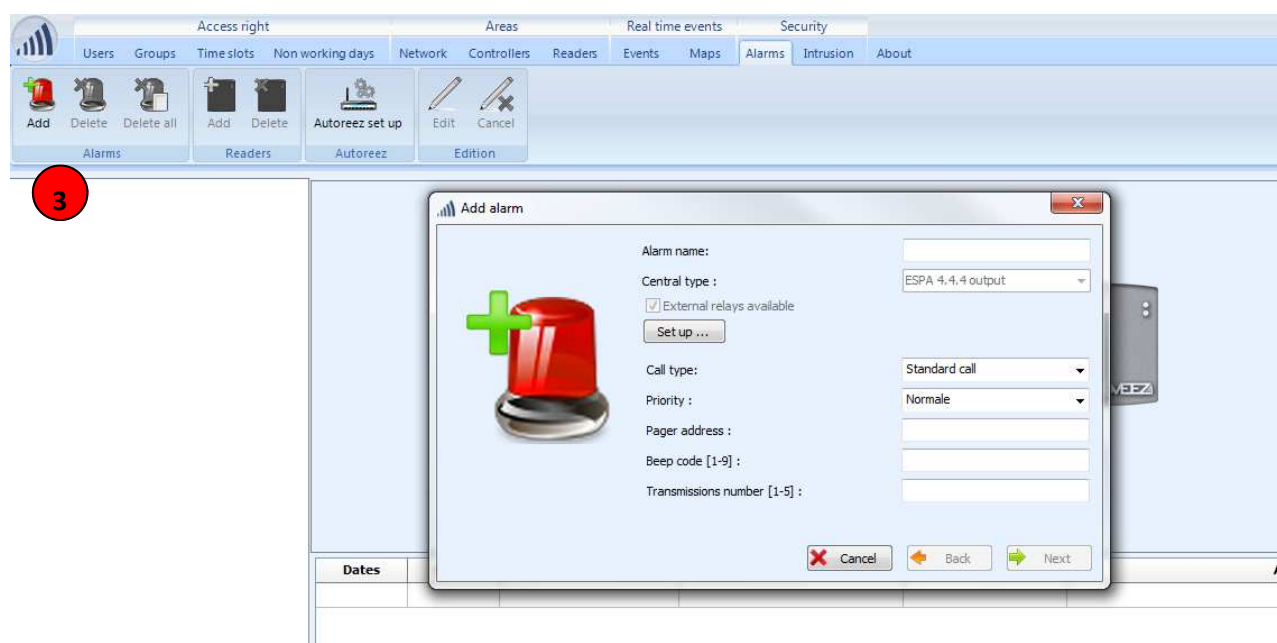 Access right Areas Real time events Security
Users Groups Time slots Non working days Network Controllers Readers Events Maps Alarms Intrusion About
Add Delete Delete all Add Delete Autoreez set up Edit Cancel
Alarms Readers Autoreez Edition
3
Add alarm
Alarm name:
Central type : ESPA 4.4.4 output
External relays available
Set up ...
Call type: Standard call
Priority : Normale
Pager address :
Beep code [1-9] :
Transmissions number [1-5] :
Cancel Back Next
Dates